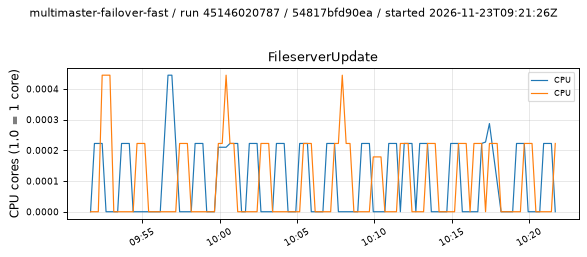 multimaster-failover-fast / run 45146020787 / 54817bfd90ea / started 2026-11-23T09:21:26Z
FileserverUpdate
CPU cores (1.0 = 1 core)
0.0004
0.0003
0.0002
0.0001
0.0000
CPU
CPU
09:55
10:00
10:05
10:10
10:15
10:20